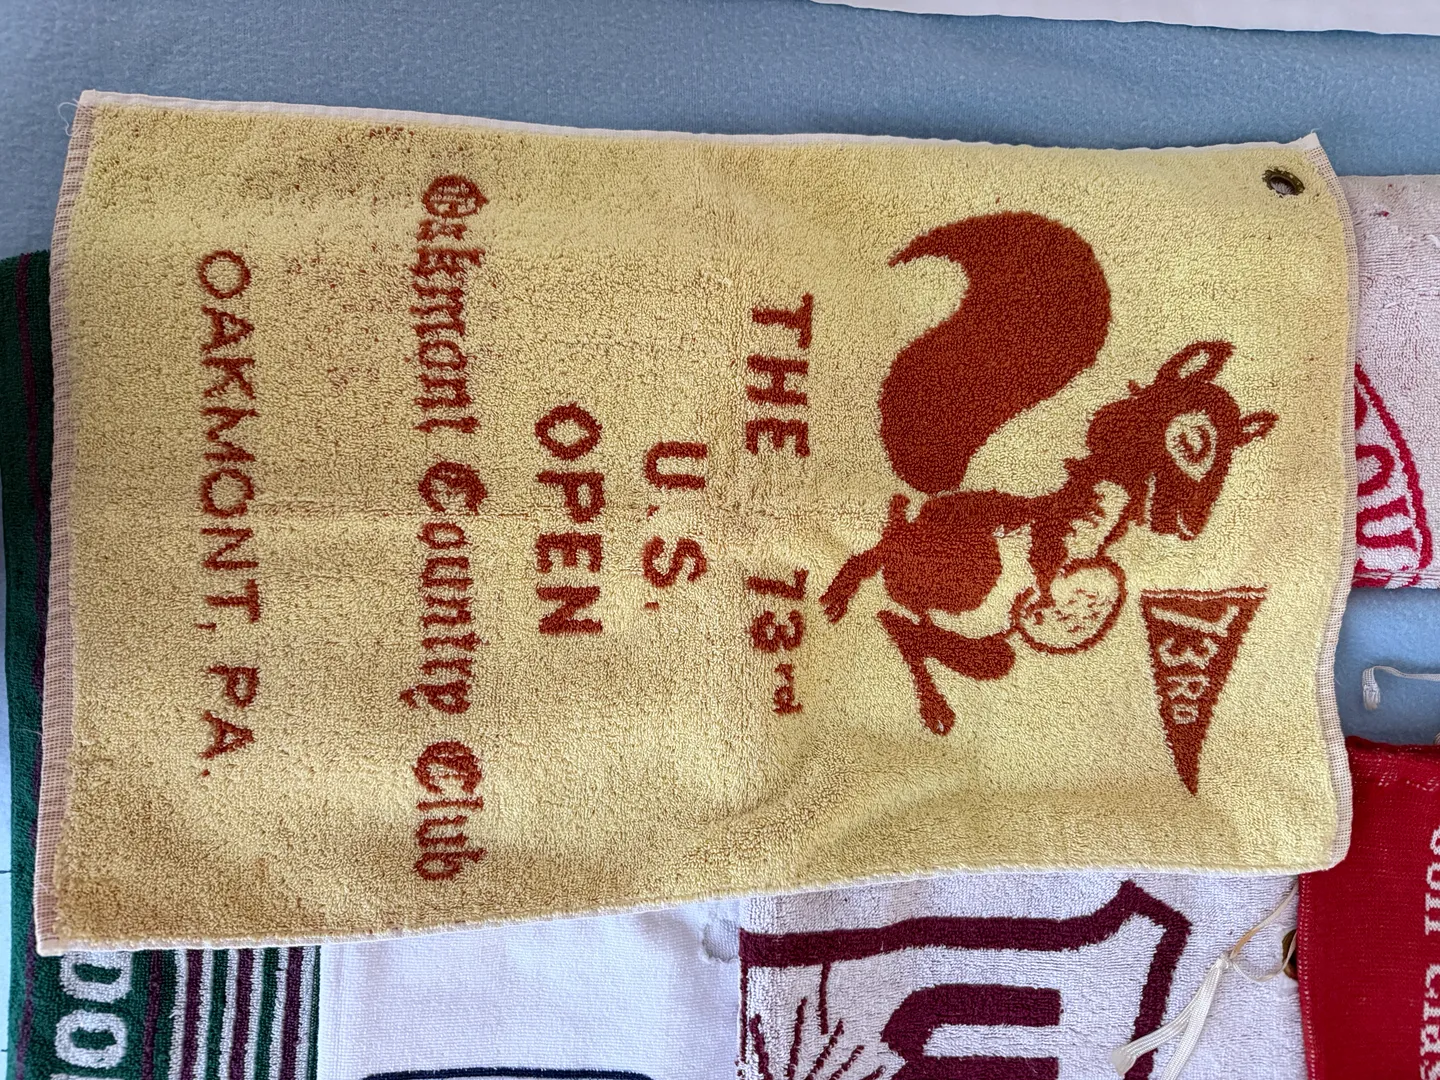 73RD
THE 73rd
U.S.
OPEN
Oakmont Country Club
OAKMONT, PA.